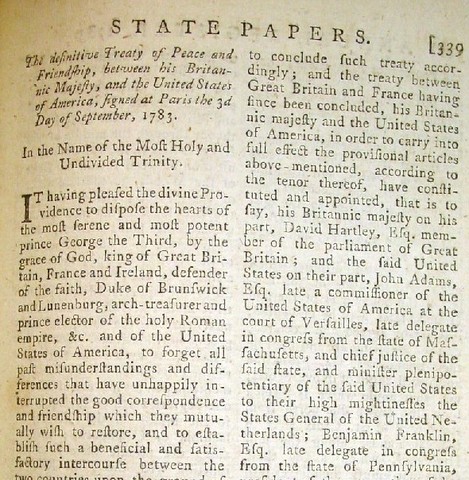 STATE PAPERS.
[339
The definitive Treaty of Peace and
Friendſhip, between his Britan-
nic Majeſty, and the United States
of America, ſigned at Paris the 3d
Day of September, 1783.
In the Name of the Moſt Holy and
Undivided Trinity.
IT having pleaſed the divine Pro-
vidence to diſpoſe the hearts of
the moſt ſerene and moſt potent
prince George the Third, by the
grace of God, king of Great Bri-
tain, France and Ireland, defender
of the faith, Duke of Brunſwick
and Lunenburg, arch-treaſurer and
prince elector of the holy Roman
empire, &c. and of the United
States of America, to forget all
paſt miſunderſtandings and dif-
ferences that have unhappily in-
terrupted the good correſpondence
and friendſhip which they mutu-
ally wiſh to reſtore, and to eſta-
bliſh ſuch a beneficial and ſatis-
factory intercourſe between the
two countries upon the ground of
to conclude ſuch treaty accor-
dingly; and the treaty between
Great Britain and France having
ſince been concluded, his Britan-
nic majeſty and the United States
of America, in order to carry into
full effect the proviſional articles
above-mentioned, according to
the tenor thereof, have conſti-
tuted and appointed, that is to
ſay, his Britannic majeſty on his
part, David Hartley, Eſq. mem-
ber of the parliament of Great
Britain; and the ſaid United
States on their part, John Adams,
Eſq. late a commiſſioner of the
United States of America at the
court of Verſailles, late delegate
in congreſs from the ſtate of Maſ-
ſachuſetts, and chief juſtice of the
ſaid ſtate, and miniſter plenipo-
tentiary of the ſaid United States
to their high mightineſſes the
States General of the United Ne-
therlands; Benjamin Franklin,
Eſq. late delegate in congreſs
from the ſtate of Pennſylvania,